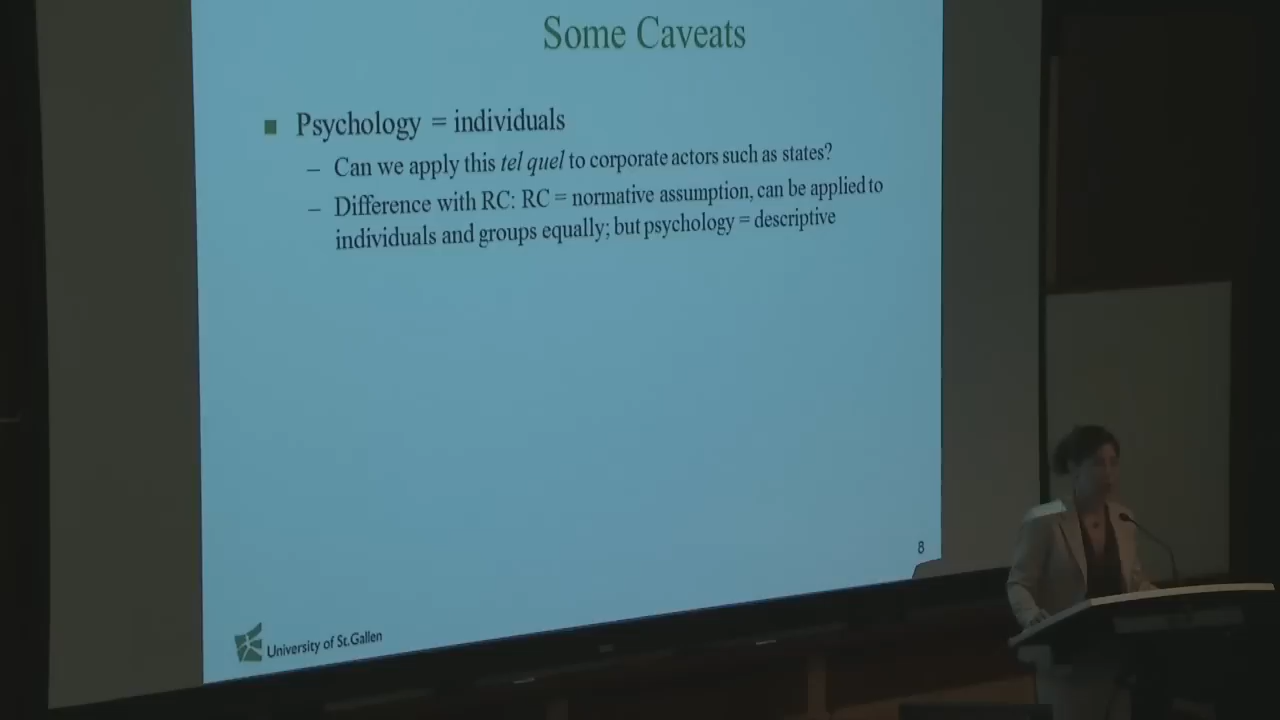 Some Caveats
■ Psychology = individuals
– Can we apply this tel quel to corporate actors such as states?
– Difference with RC: RC = normative assumption, can be applied to
individuals and groups equally; but psychology = descriptive
8
University of St.Gallen